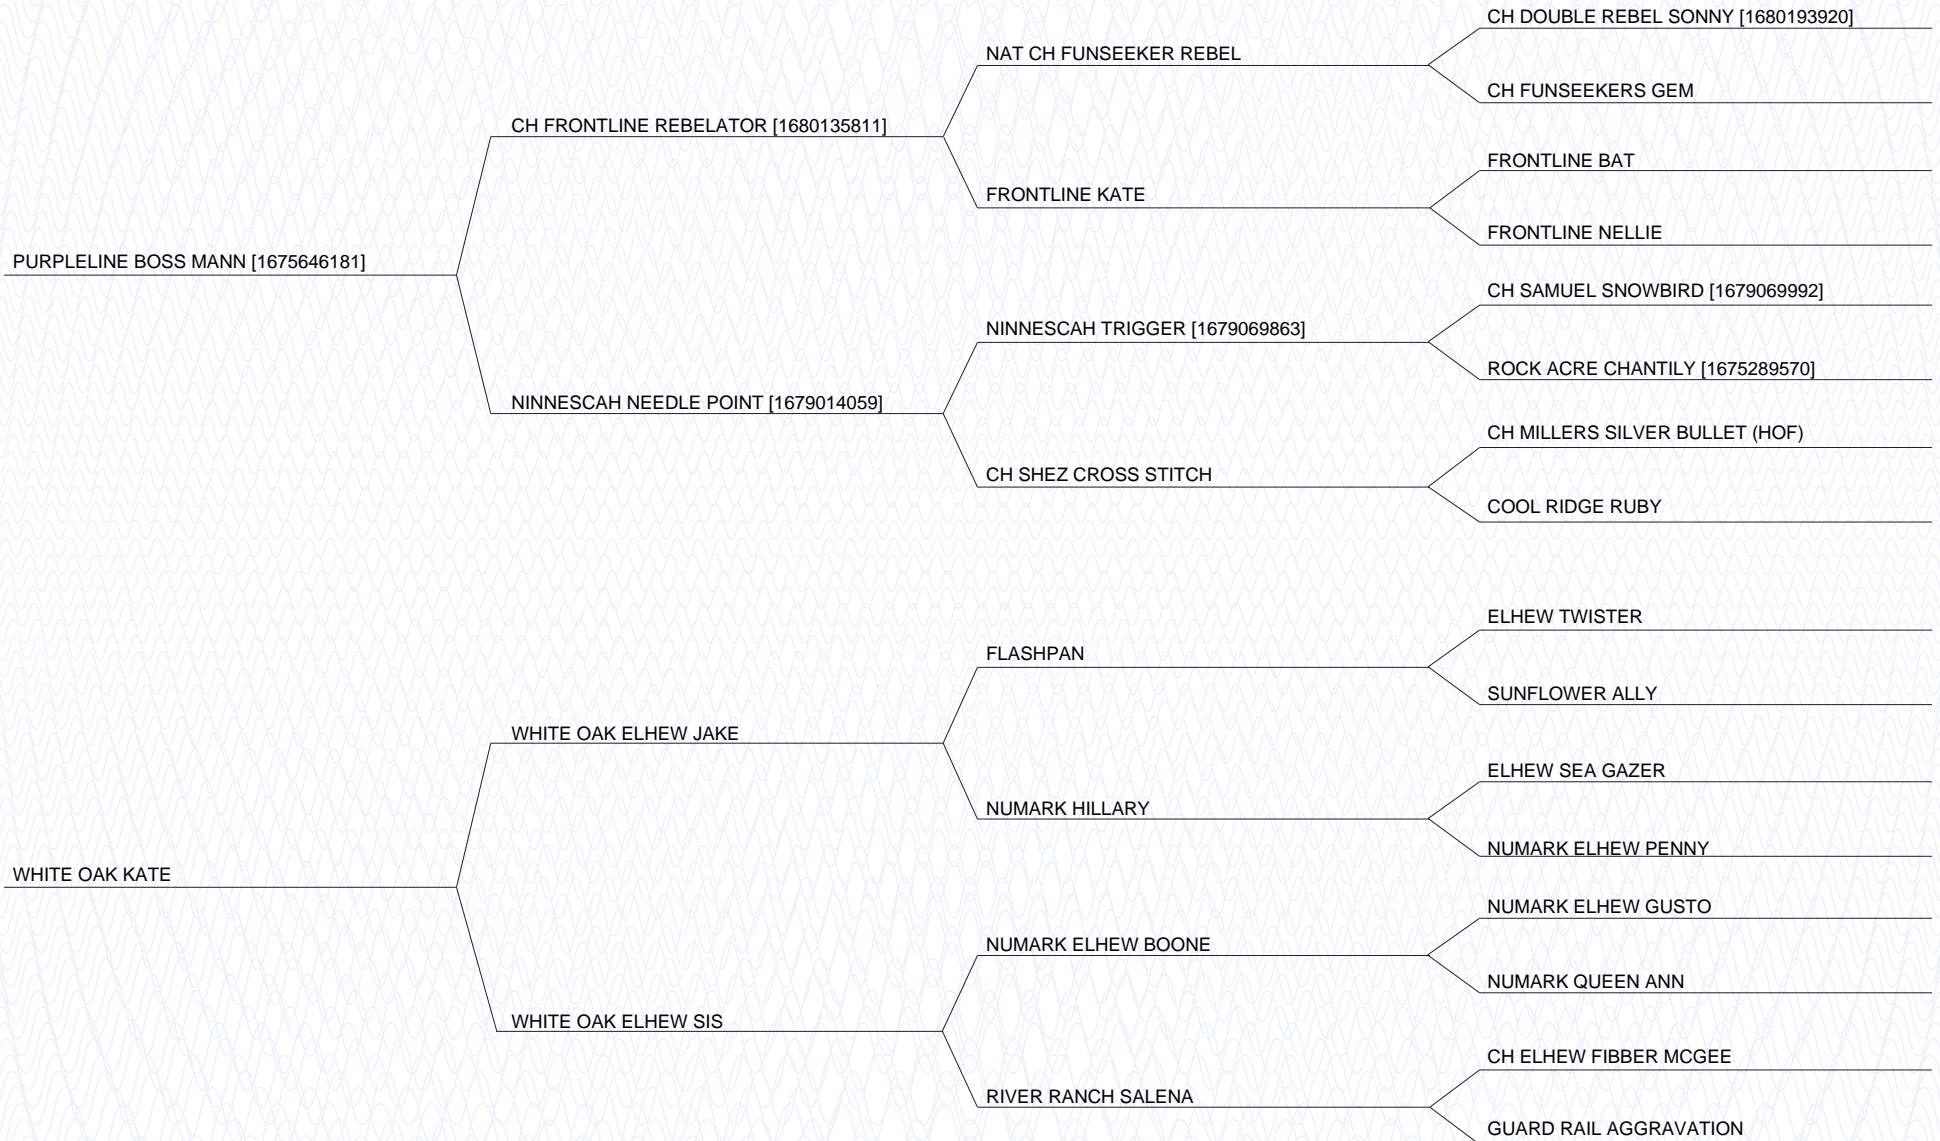 CH DOUBLE REBEL SONNY [1680193920]
NAT CH FUNSEEKER REBEL
CH FUNSEEKERS GEM
CH FRONTLINE REBELATOR [1680135811]
FRONTLINE BAT
FRONTLINE KATE
FRONTLINE NELLIE
PURPLELINE BOSS MANN [1675646181]
CH SAMUEL SNOWBIRD [1679069992]
NINNESCAH TRIGGER [1679069863]
ROCK ACRE CHANTILY [1675289570]
NINNESCAH NEEDLE POINT [1679014059]
CH MILLERS SILVER BULLET (HOF)
CH SHEZ CROSS STITCH
COOL RIDGE RUBY
ELHEW TWISTER
FLASHPAN
SUNFLOWER ALLY
WHITE OAK ELHEW JAKE
ELHEW SEA GAZER
NUMARK HILLARY
NUMARK ELHEW PENNY
WHITE OAK KATE
NUMARK ELHEW GUSTO
NUMARK ELHEW BOONE
NUMARK QUEEN ANN
WHITE OAK ELHEW SIS
CH ELHEW FIBBER MCGEE
RIVER RANCH SALENA
GUARD RAIL AGGRAVATION